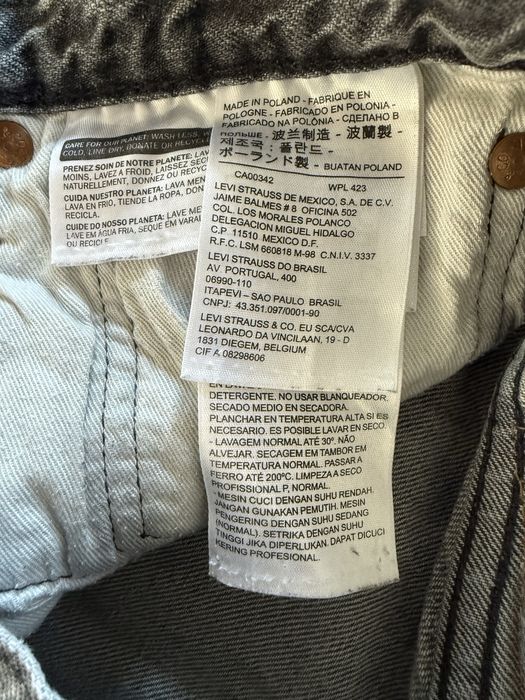 CARE FOR OUR PLANET: WASH LESS, W
COLD, LINE DRY, DONATE OR RECYC
PRENEZ SOIN DE NOTRE PLANETE: LAV
MOINS, LAVEZ A FROID, LAISSEZ SEC
NATURELLEMENT, DONNEZ OU RECYC
CUIDA NUESTRO PLANETA: LAVA MEN
LAVA EN FRÍO, TIENDE LA ROPA, DON
RECICLA.
CUIDE DO NOSSO PLANETA: LAVE ME
LAVE EM ÁGUA FRIA, SEQUE EM VARAL
OU RECICLE
MADE IN POLAND - FABRIQUE EN
POLOGNE - FABRICADO EN POLONIA -
FABRICADO NA POLÔNIA - СДЕЛАНО В
ПОЛЬШЕ - 波兰制造 - 波蘭製 -
제조국 : 폴란드 -
ポーランド製 - BUATAN POLAND
CA00342 WPL 423
LEVI STRAUSS DE MEXICO, S.A. DE C.V.
JAIME BALMES # 8 OFICINA 502
COL. LOS MORALES POLANCO
DELEGACION MIGUEL HIDALGO
C.P. 11510 MEXICO D.F.
R.F.C. LSM 660818 M-98 C.N.I.V. 3337
LEVI STRAUSS DO BRASIL
AV PORTUGAL, 400
06990-110
ITAPEVI – SAO PAULO BRASIL
CNPJ: 43.351.097/0001-90
LEVI STRAUSS & CO. EU SCA/CVA
LEONARDO DA VINCILAAN, 19 - D
1831 DIEGEM, BELGIUM
CIF A 08298606
DETERGENTE. NO USAR BLANQUEADOR.
SECADO MEDIO EN SECADORA.
PLANCHAR EN TEMPERATURA ALTA SI ES
NECESARIO. ES POSIBLE LAVAR EN SECO.
- LAVAGEM NORMAL ATÉ 30°. NÃO
ALVEJAR. SECAGEM EM TAMBOR EM
TEMPERATURA NORMAL. PASSAR A
FERRO ATÉ 200°C. LIMPEZA A SECO
PROFISSIONAL P, NORMAL.
- MESIN CUCI DENGAN SUHU RENDAH.
JANGAN GUNAKAN PEMUTIH. MESIN
PENGERING DENGAN SUHU SEDANG
(NORMAL). SETRIKA DENGAN SUHU
TINGGI JIKA DIPERLUKAN. DAPAT DICUCI
KERING PROFESIONAL.